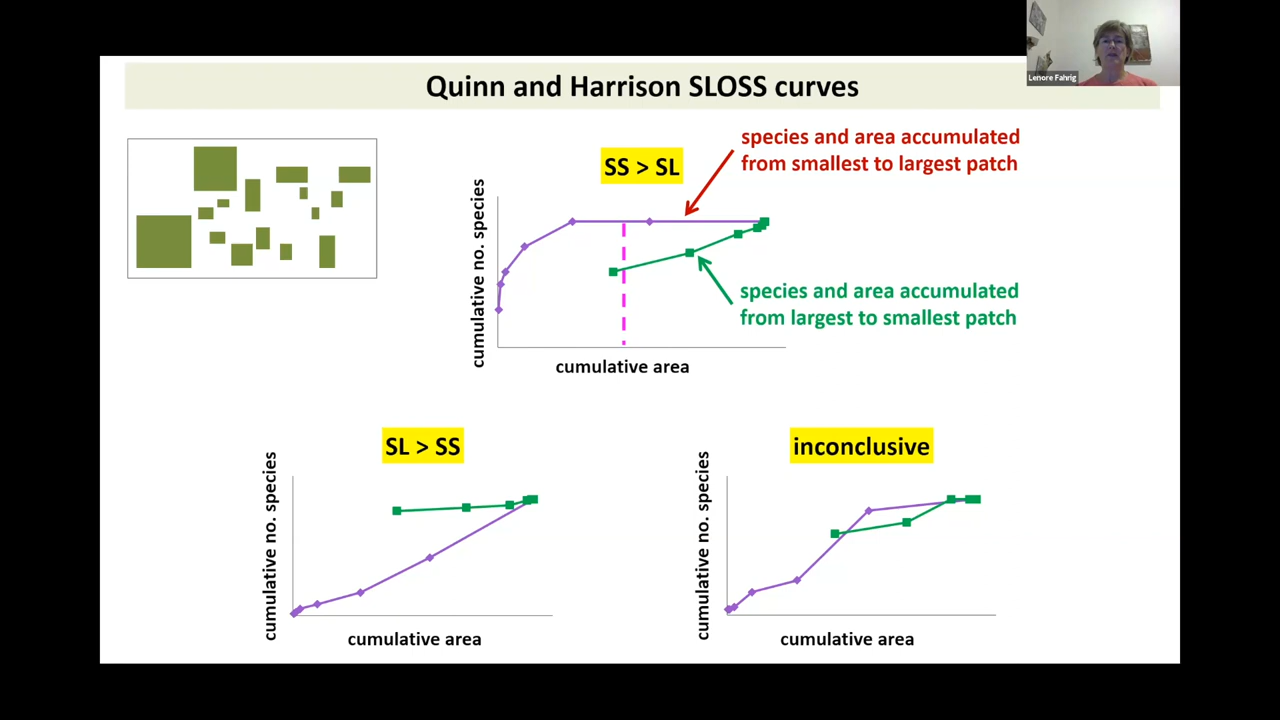 Lenore Fahrig
Quinn and Harrison SLOSS curves
species and area accumulated
from smallest to largest patch
SS > SL
cumulative no. species
species and area accumulated
from largest to smallest patch
cumulative area
SL > SS
cumulative no. species
cumulative area
inconclusive
cumulative no. species
cumulative area